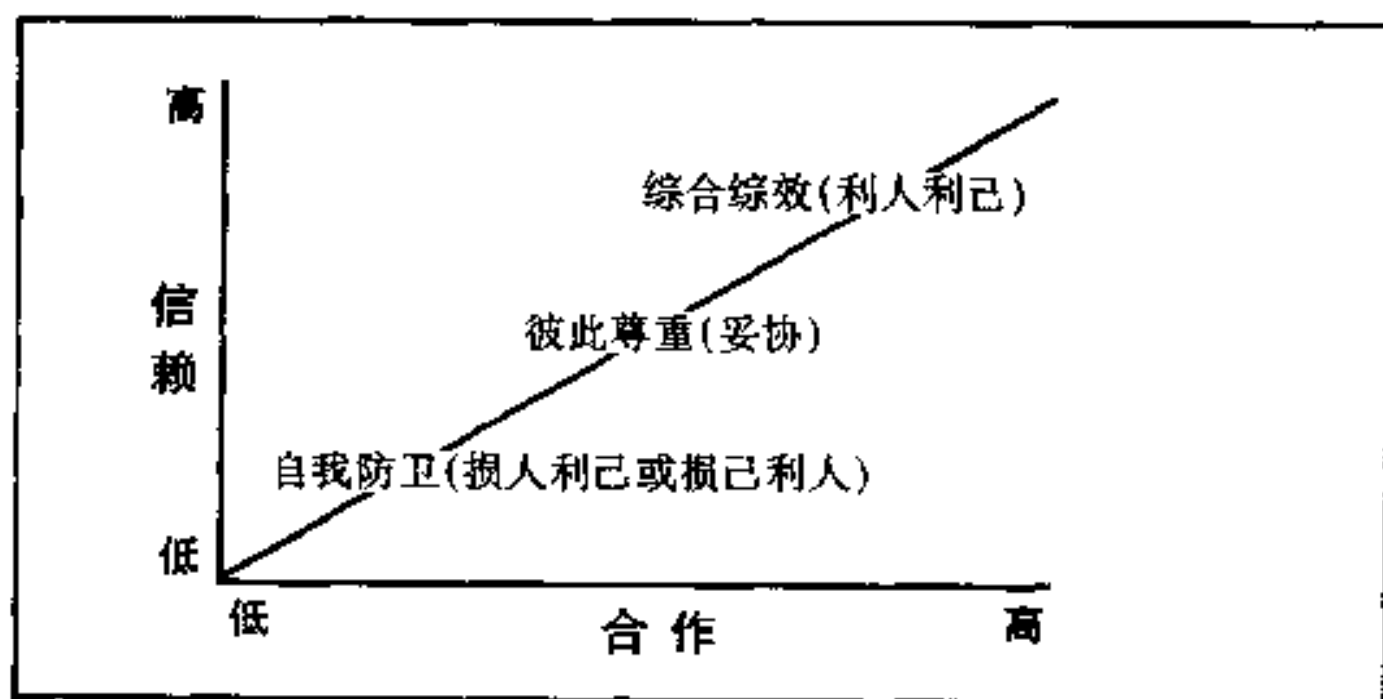 高
综合综效(利人利己)
信
赖
彼此尊重(妥协)
自我防卫(损人利己或损己利人)
低
低
合作
高